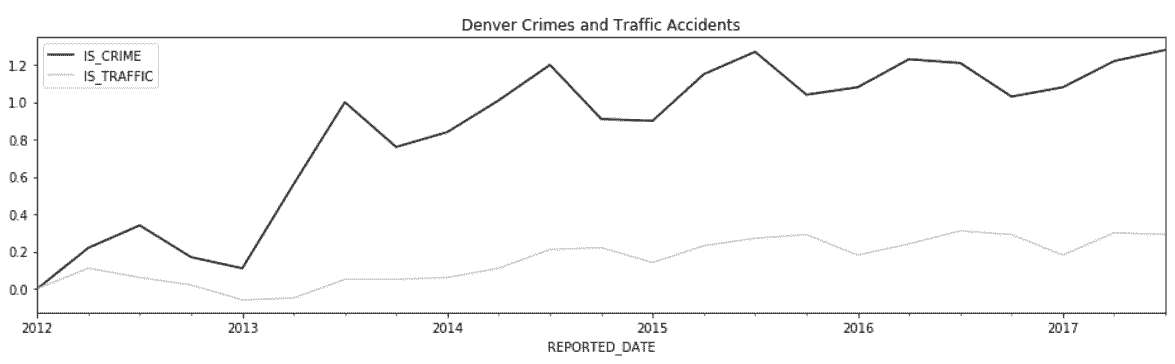 Denver Crimes and Traffic Accidents
IS_CRIME
IS_TRAFFIC
1.2
1.0
0.8
0.6
0.4
0.2
0.0
2012 2013 2014 2015 2016 2017
REPORTED_DATE